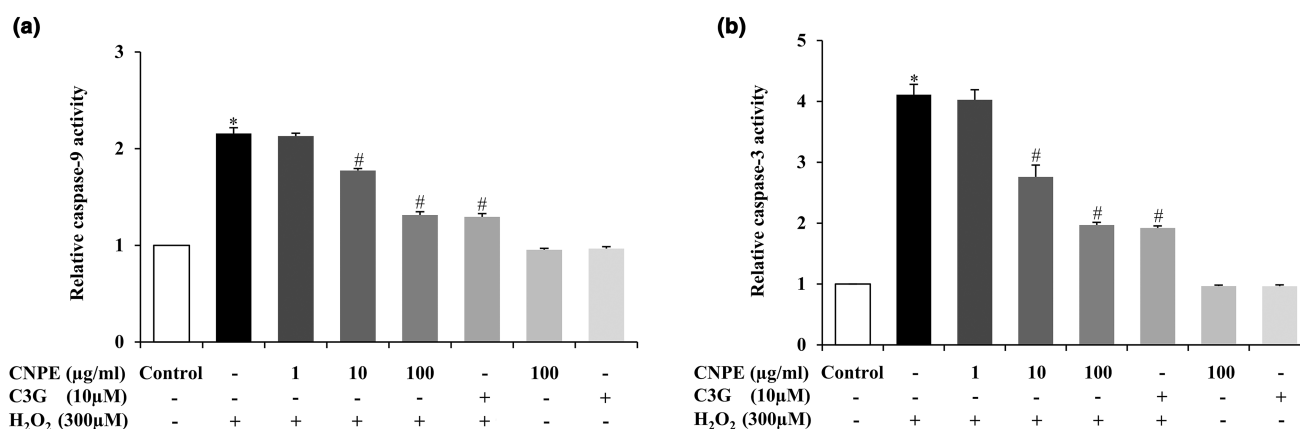 (a)
Relative caspase-9 activity
3
2
1
0
*
#
#
#
CNPE (µg/ml) Control - 1 10 100 - 100 -
C3G (10µM) - - - - - + - +
H₂O₂ (300µM) - + + + + + - -
(b)
Relative caspase-3 activity
5
4
3
2
1
0
*
#
#
#
CNPE (µg/ml) Control - 1 10 100 - 100 -
C3G (10µM) - - - - - + - +
H₂O₂ (300µM) - + + + + + - -